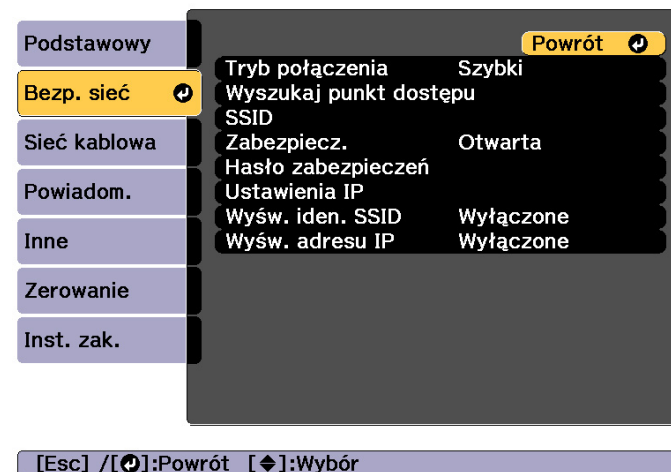 Podstawowy
Bezp. sieć
Sieć kablowa
Powiadom.
Inne
Zerowanie
Inst. zak.
Powrót
Tryb połączenia Szybki
Wyszukaj punkt dostępu
SSID
Zabezpiecz. Otwarta
Hasło zabezpieczeń
Ustawienia IP
Wyśw. iden. SSID Wyłączone
Wyśw. adresu IP Wyłączone
[Esc] /[⏎]:Powrót [◆]:Wybór